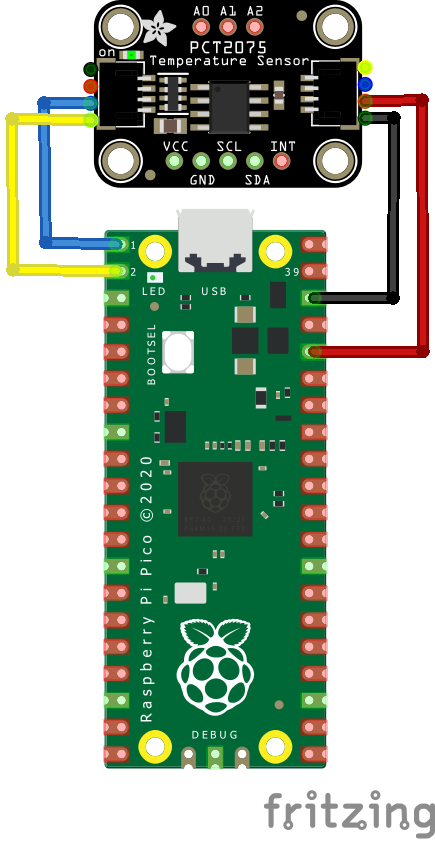 A0 A1 A2
PCT2075
on
Temperature Sensor
VCC SCL INT
GND SDA
1
2
39
LED USB
BOOTSEL
Raspberry Pi Pico ©2020
DEBUG
fritzing